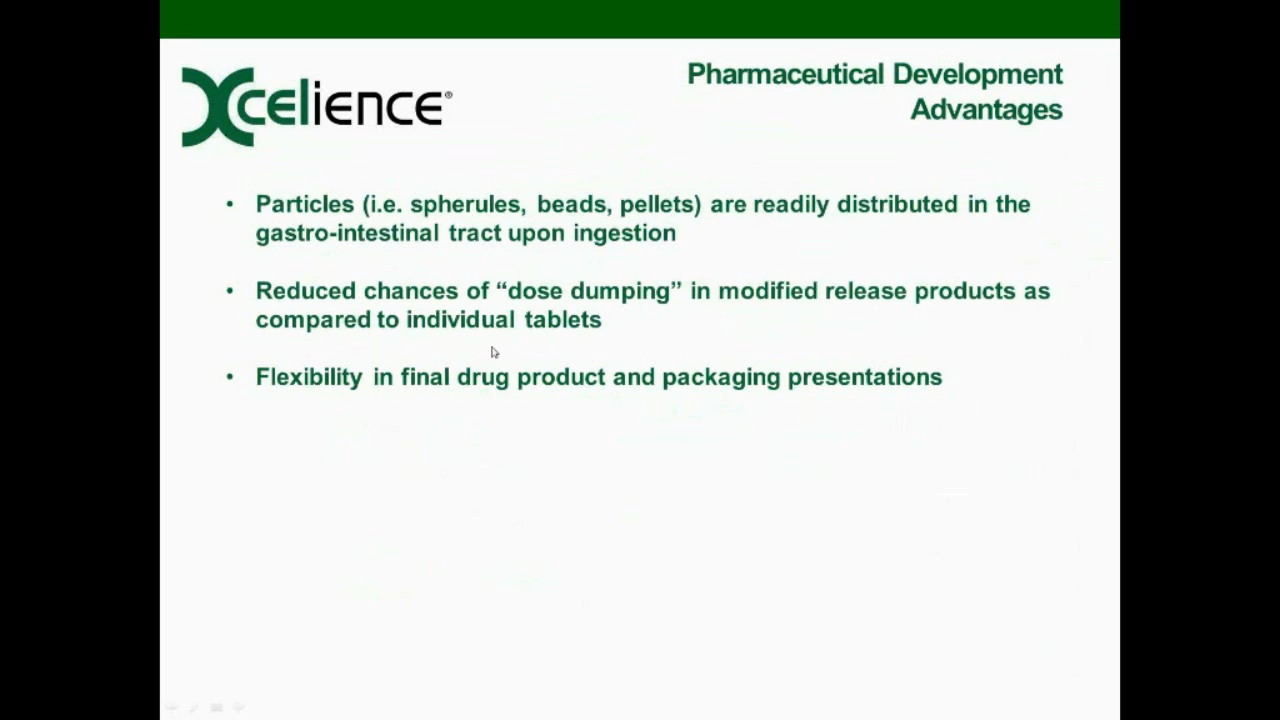 Xcelience®
Pharmaceutical Development
Advantages
• Particles (i.e. spherules, beads, pellets) are readily distributed in the
gastro-intestinal tract upon ingestion
• Reduced chances of “dose dumping” in modified release products as
compared to individual tablets
• Flexibility in final drug product and packaging presentations